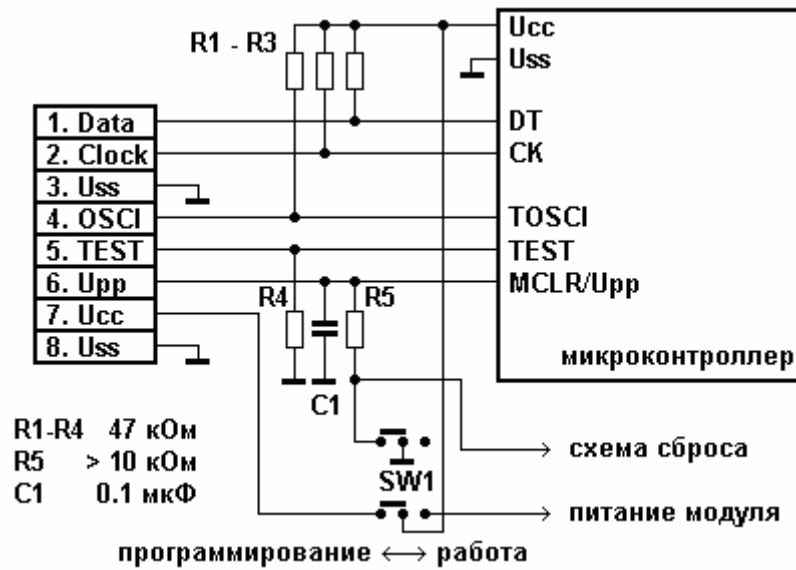 R1 - R3
Ucc
Uss
1. Data
DT
2. Clock
CK
3. Uss
4. OSCI
TOSCI
5. TEST
TEST
6. Upp
MCLR/Upp
7. Ucc
R4
R5
8. Uss
микроконтроллер
C1
R1-R4 47 кОм
R5 > 10 кОм
C1 0.1 мкФ
SW1
схема сброса
питание модуля
программирование ↔ работа